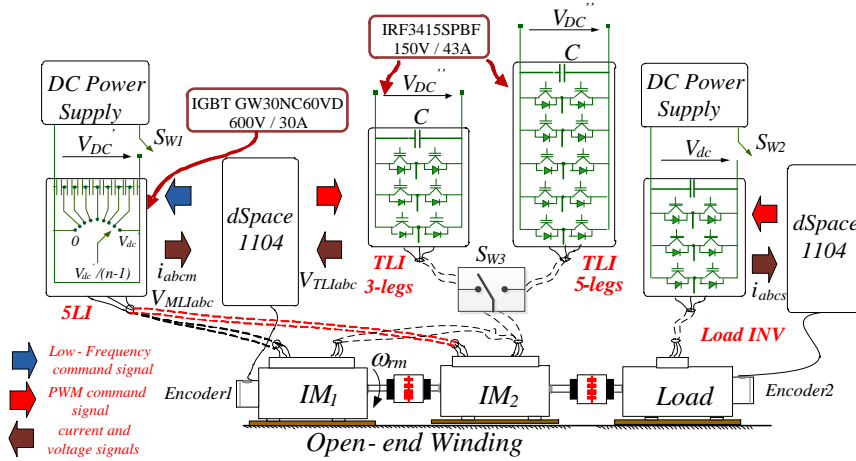 IRF3415SPBF
150V / 43A
IGBT GW30NC60VD
600V / 30A
DC Power
Supply
S_W1
V_DC'
0
V_dc
V_dc'/(n-1)
5LI
i_abcm
V_MLIabc
dSpace
1104
V_TLIabc
V_DC''
C
TLI
3-legs
S_W3
V_DC''
C
TLI
5-legs
DC Power
Supply
S_W2
V_dc
i_abcs
Load INV
dSpace
1104
Low - Frequency
command signal
PWM command
signal
current and
voltage signals
Encoder1
IM1
ω_rm
IM2
Load
Encoder2
Open- end Winding